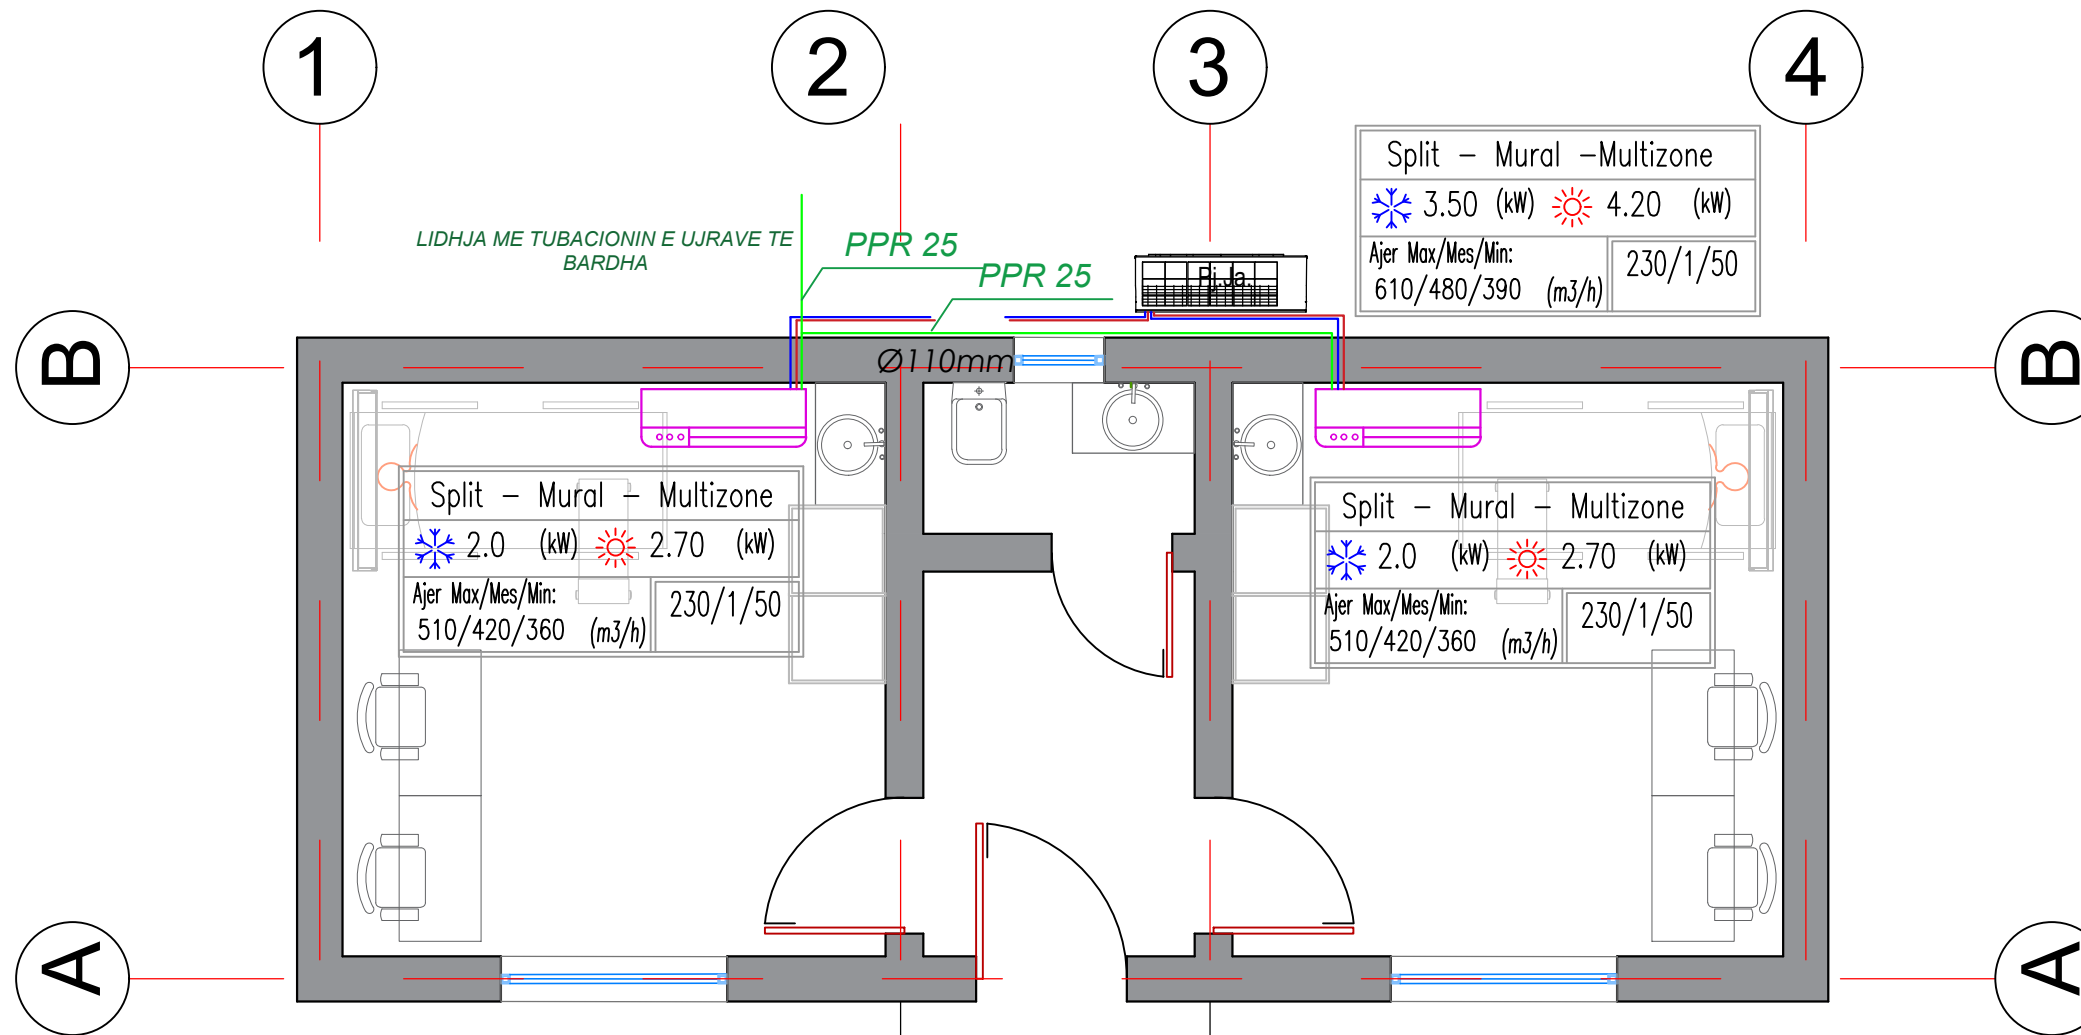 1 2 3 4
Split - Mural -Multizone
3.50 (kW) 4.20 (kW)
Ajer Max/Mes/Min:
610/480/390 (m3/h)
230/1/50
LIDHJA ME TUBACIONIN E UJRAVE TE
BARDHA
PPR 25
PPR 25
Pj.Ja.
B B
Ø110mm
Split - Mural - Multizone
2.0 (kW) 2.70 (kW)
Ajer Max/Mes/Min:
510/420/360 (m3/h)
230/1/50
Split - Mural - Multizone
2.0 (kW) 2.70 (kW)
Ajer Max/Mes/Min:
510/420/360 (m3/h)
230/1/50
A A